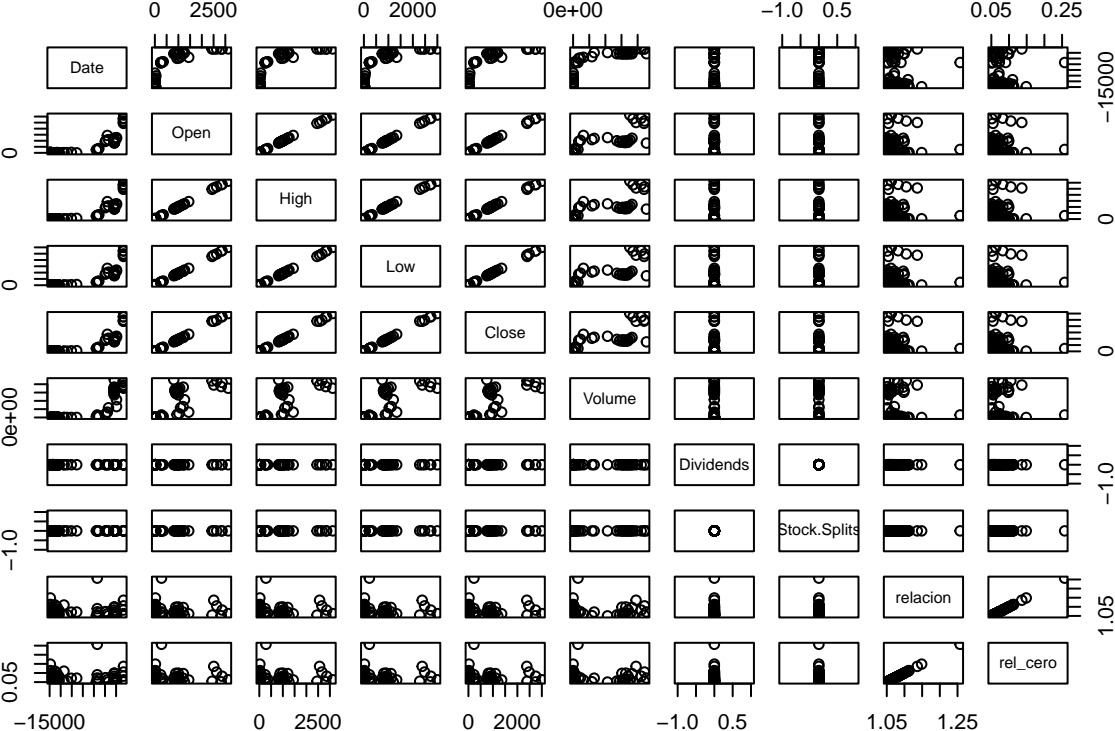 0 2500 0 2000 0e+00 −1.0 0.5 0.05 0.25
Date
−15000
Open
0
High
0
Low
0
Close
0
Volume
0e+00
Dividends
−1.0
Stock.Splits
−1.0
relacion
1.05
rel_cero
0.05
−15000 0 2500 0 2000 −1.0 0.5 1.05 1.25